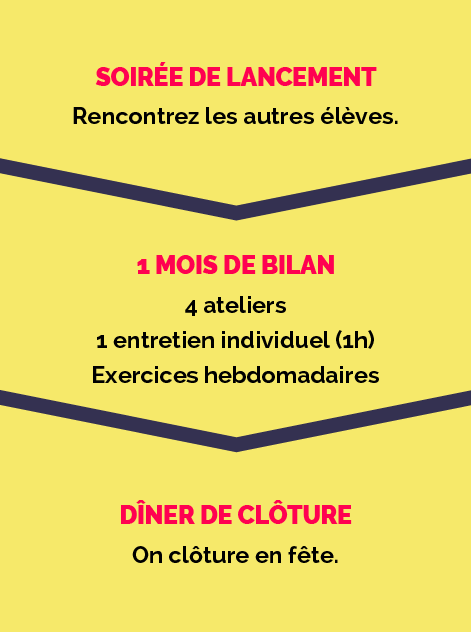 SOIRÉE DE LANCEMENT
Rencontrez les autres élèves.
1 MOIS DE BILAN
4 ateliers
1 entretien individuel (1h)
Exercices hebdomadaires
DÎNER DE CLÔTURE
On clôture en fête.